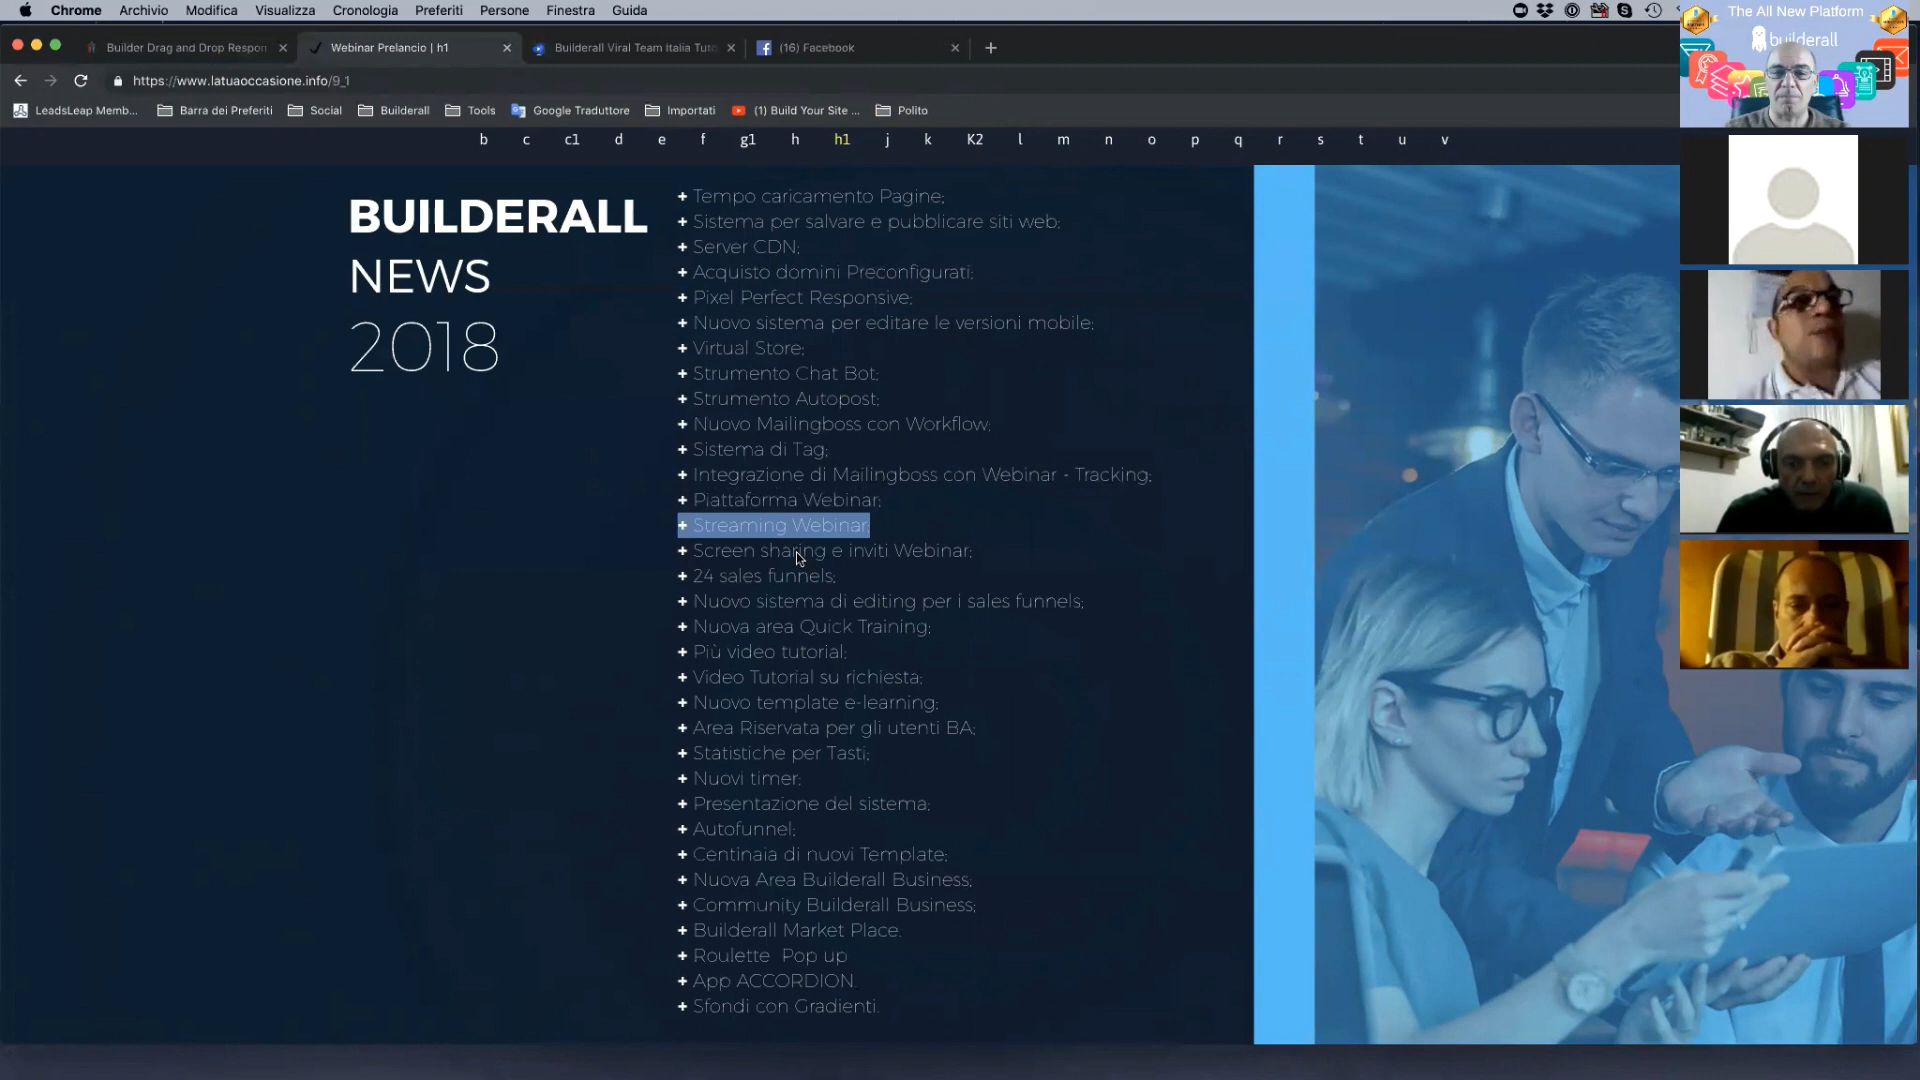 Chrome Archivio Modifica Visualizza Cronologia Preferiti Persone Finestra Guida
Builder Drag and Drop Respon
Webinar Prelancio | h1
Builderall Viral Team Italia Tuto
(16) Facebook
https://www.latuaoccasione.info/9_1
LeadsLeap Memb... Barra dei Preferiti Social Builderall Tools Google Traduttore Importati (1) Build Your Site ... Polito
b c c1 d e f g1 h h1 j k K2 l m n o p q r s t u v
The All New Platform
builderall
BUILDERALL
NEWS
2018
+ Tempo caricamento Pagine;
+ Sistema per salvare e pubblicare siti web;
+ Server CDN;
+ Acquisto domini Preconfigurati;
+ Pixel Perfect Responsive;
+ Nuovo sistema per editare le versioni mobile;
+ Virtual Store;
+ Strumento Chat Bot;
+ Strumento Autopost;
+ Nuovo Mailingboss con Workflow;
+ Sistema di Tag;
+ Integrazione di Mailingboss con Webinar - Tracking;
+ Piattaforma Webinar;
+ Streaming Webinar;
+ Screen sharing e inviti Webinar;
+ 24 sales funnels;
+ Nuovo sistema di editing per i sales funnels;
+ Nuova area Quick Training;
+ Più video tutorial;
+ Video Tutorial su richiesta;
+ Nuovo template e-learning;
+ Area Riservata per gli utenti BA;
+ Statistiche per Tasti;
+ Nuovi timer;
+ Presentazione del sistema;
+ Autofunnel;
+ Centinaia di nuovi Template;
+ Nuova Area Builderall Business;
+ Community Builderall Business;
+ Builderall Market Place.
+ Roulette Pop up
+ App ACCORDION.
+ Sfondi con Gradienti.